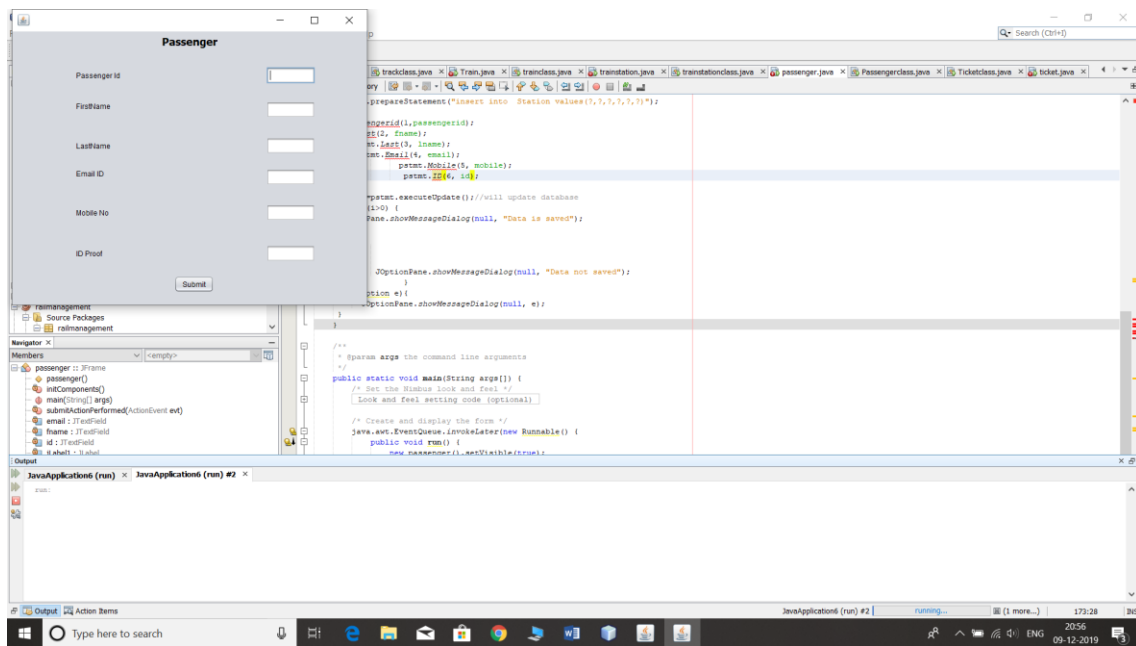 Passenger
Passenger Id
FirstName
LastName
Email ID
Mobile No
ID Proof
Submit
Search (Ctrl+I)
trackclass.java × Train.java × trainclass.java × trainstation.java × trainstationclass.java × passenger.java × Passengerclass.java × Ticketclass.java × ticket.java ×
.prepareStatement("insert into Station values(?,?,?,?,?,?)");
engerid(1,passengerid);
st(2, fname);
mt.Last(3, lname);
tmt.Email(4, email);
pstmt.Mobile(5, mobile);
pstmt.ID(6, id);
=pstmt.executeUpdate();//will update database
(i>0) {
Pane.showMessageDialog(null, "Data is saved");
JOptionPane.showMessageDialog(null, "Data not saved");
}
ption e){
OptionPane.showMessageDialog(null, e);
}
}
/**
* @param args the command line arguments
*/
public static void main(String args[]) {
/* Set the Nimbus look and feel */
Look and feel setting code (optional)
/* Create and display the form */
java.awt.EventQueue.invokeLater(new Runnable() {
public void run() {
new passenger().setVisible(true);
railmanagement
Source Packages
railmanagement
Navigator ×
Members <empty>
passenger :: JFrame
passenger()
initComponents()
main(String[] args)
submitActionPerformed(ActionEvent evt)
email : JTextField
fname : JTextField
id : JTextField
jLabel1 : JLabel
Output
JavaApplication6 (run) × JavaApplication6 (run) #2 ×
run:
Output Action Items
JavaApplication6 (run) #2 running... (1 more...) 173:28 INS
Type here to search
ENG
20:56
09-12-2019